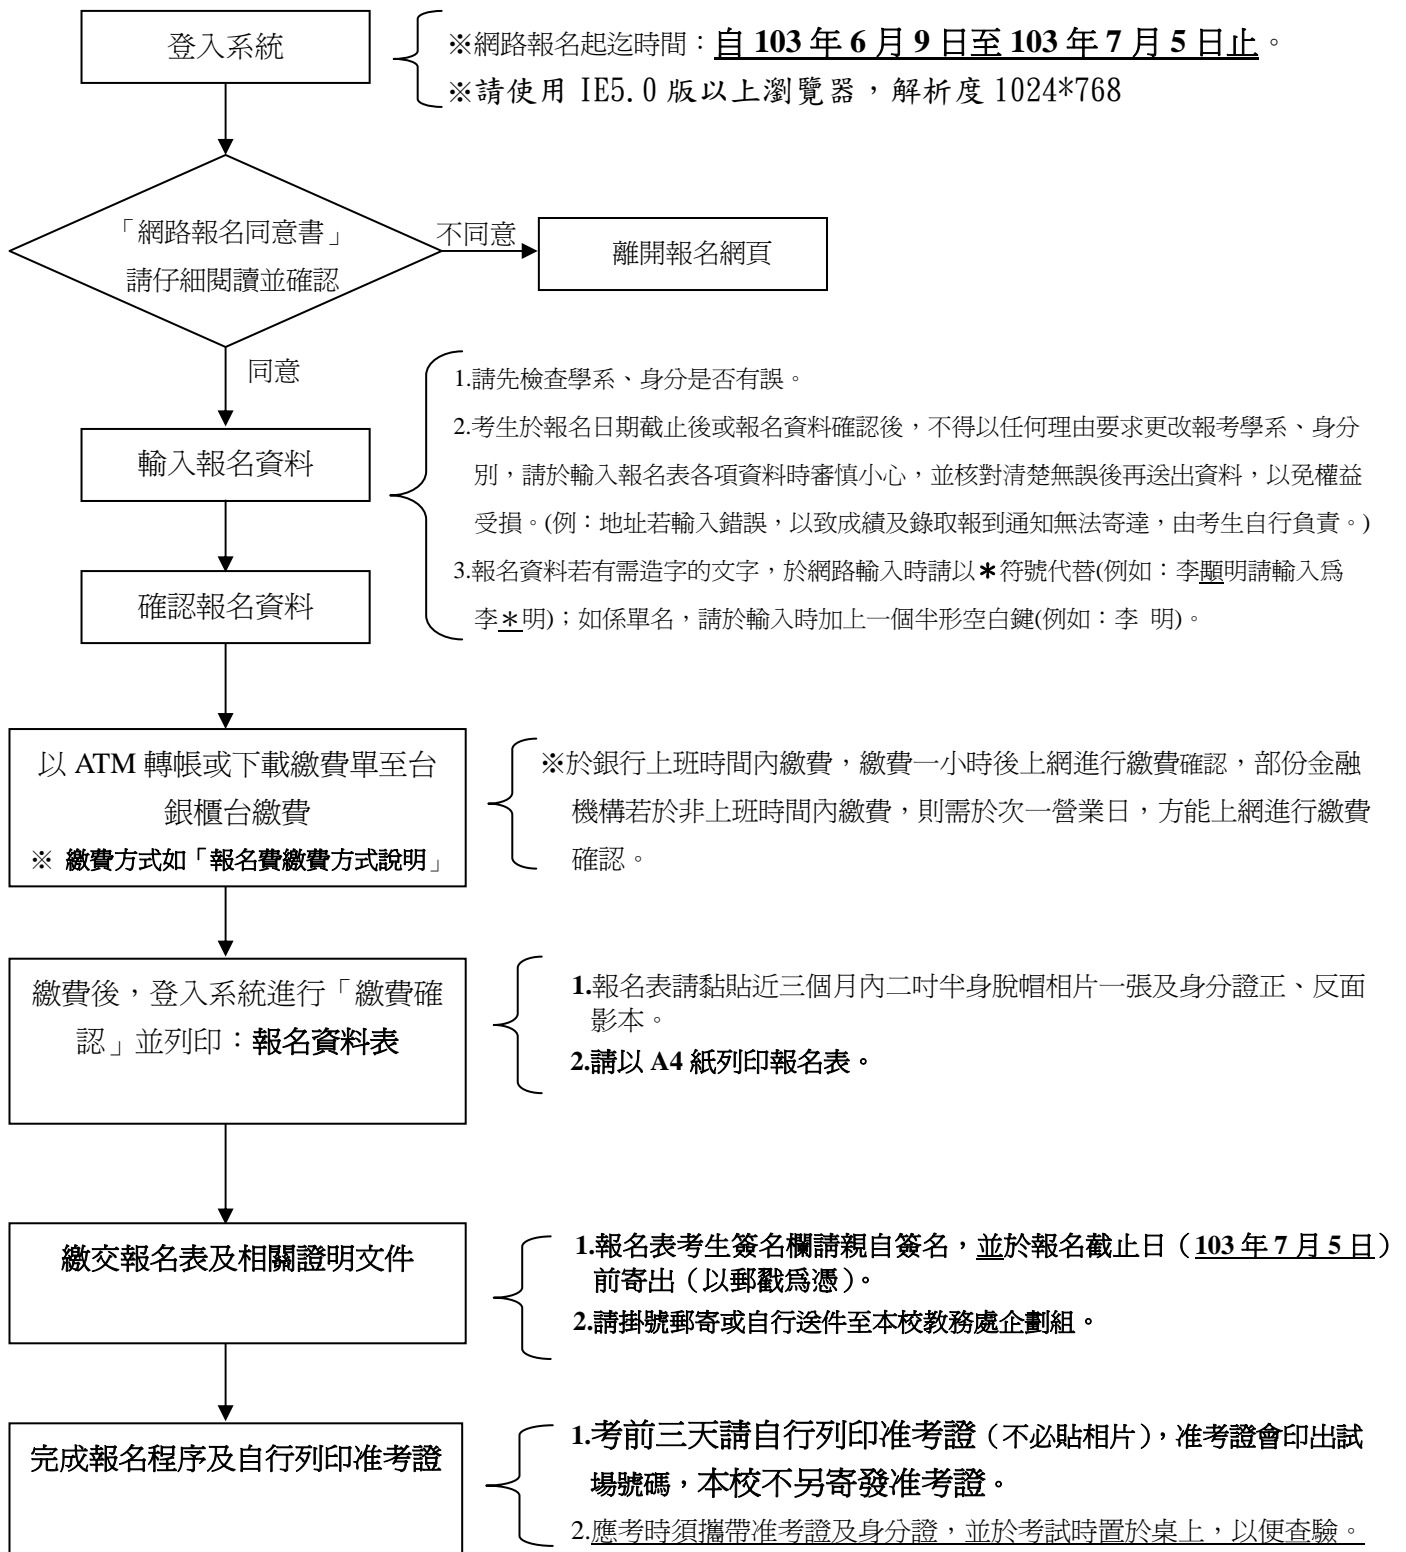 登入系統
※網路報名起迄時間：自 103 年 6 月 9 日至 103 年 7 月 5 日止。
※請使用 IE5.0 版以上瀏覽器，解析度 1024*768
「網路報名同意書」
請仔細閱讀並確認
不同意
離開報名網頁
同意
1.請先檢查學系、身分是否有誤。
2.考生於報名日期截止後或報名資料確認後，不得以任何理由要求更改報考學系、身分
別，請於輸入報名表各項資料時審慎小心，並核對清楚無誤後再送出資料，以免權益
受損。(例：地址若輸入錯誤，以致成績及錄取報到通知無法寄達，由考生自行負責。)
3.報名資料若有需造字的文字，於網路輸入時請以＊符號代替(例如：李顯明請輸入為
李＊明)；如係單名，請於輸入時加上一個半形空白鍵(例如：李 明)。
輸入報名資料
確認報名資料
以 ATM 轉帳或下載繳費單至台
銀櫃台繳費
※ 繳費方式如「報名費繳費方式說明」
※於銀行上班時間內繳費，繳費一小時後上網進行繳費確認，部份金融
機構若於非上班時間內繳費，則需於次一營業日，方能上網進行繳費
確認。
繳費後，登入系統進行「繳費確
認」並列印：報名資料表
1.報名表請黏貼近三個月內二吋半身脫帽相片一張及身分證正、反面
影本。
2.請以 A4 紙列印報名表。
繳交報名表及相關證明文件
1.報名表考生簽名欄請親自簽名，並於報名截止日（103 年 7 月 5 日）
前寄出（以郵戳為憑）。
2.請掛號郵寄或自行送件至本校教務處企劃組。
完成報名程序及自行列印准考證
1.考前三天請自行列印准考證（不必貼相片），准考證會印出試
場號碼，本校不另寄發准考證。
2.應考時須攜帶准考證及身分證，並於考試時置於桌上，以便查驗。